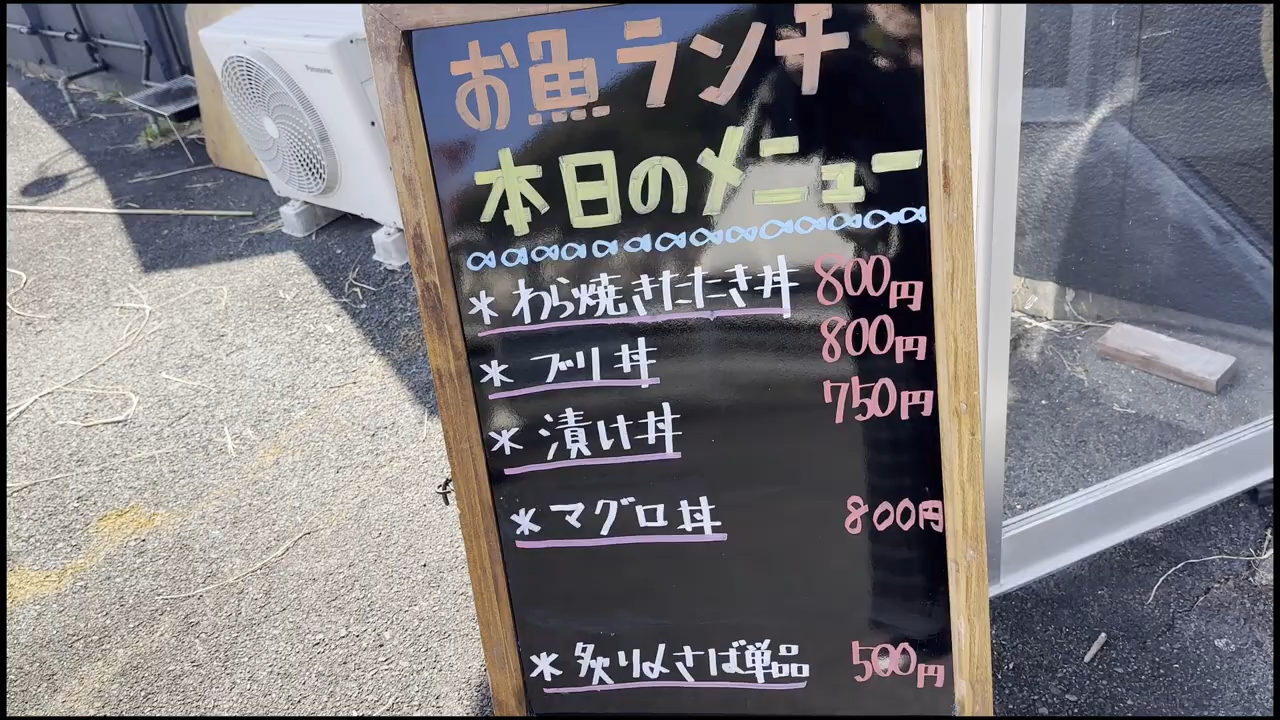 Panasonic
お魚ランチ
本日のメニュー
* わら焼きたたき丼 800円
* ブリ丼 800円
* 漬け丼 750円
* マグロ丼 800円
* 炙り〆さば単品 500円